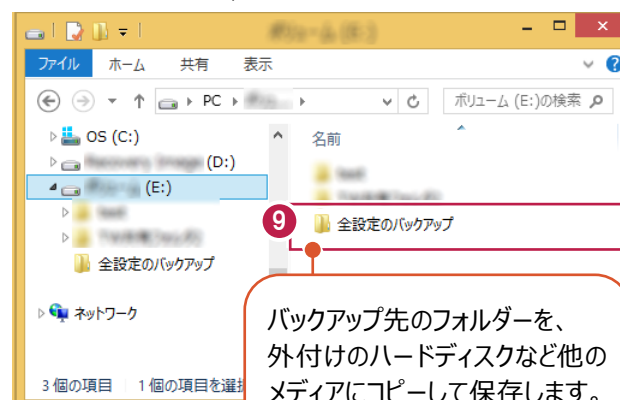 ファイル ホーム 共有 表示
PC ボリューム (E:)の検索
OS (C:)
(D:)
(E:)
全設定のバックアップ
ネットワーク
3 個の項目 1 個の項目を選択
名前
9 全設定のバックアップ
バックアップ先のフォルダーを、
外付けのハードディスクなど他の
メディアにコピーして保存します。